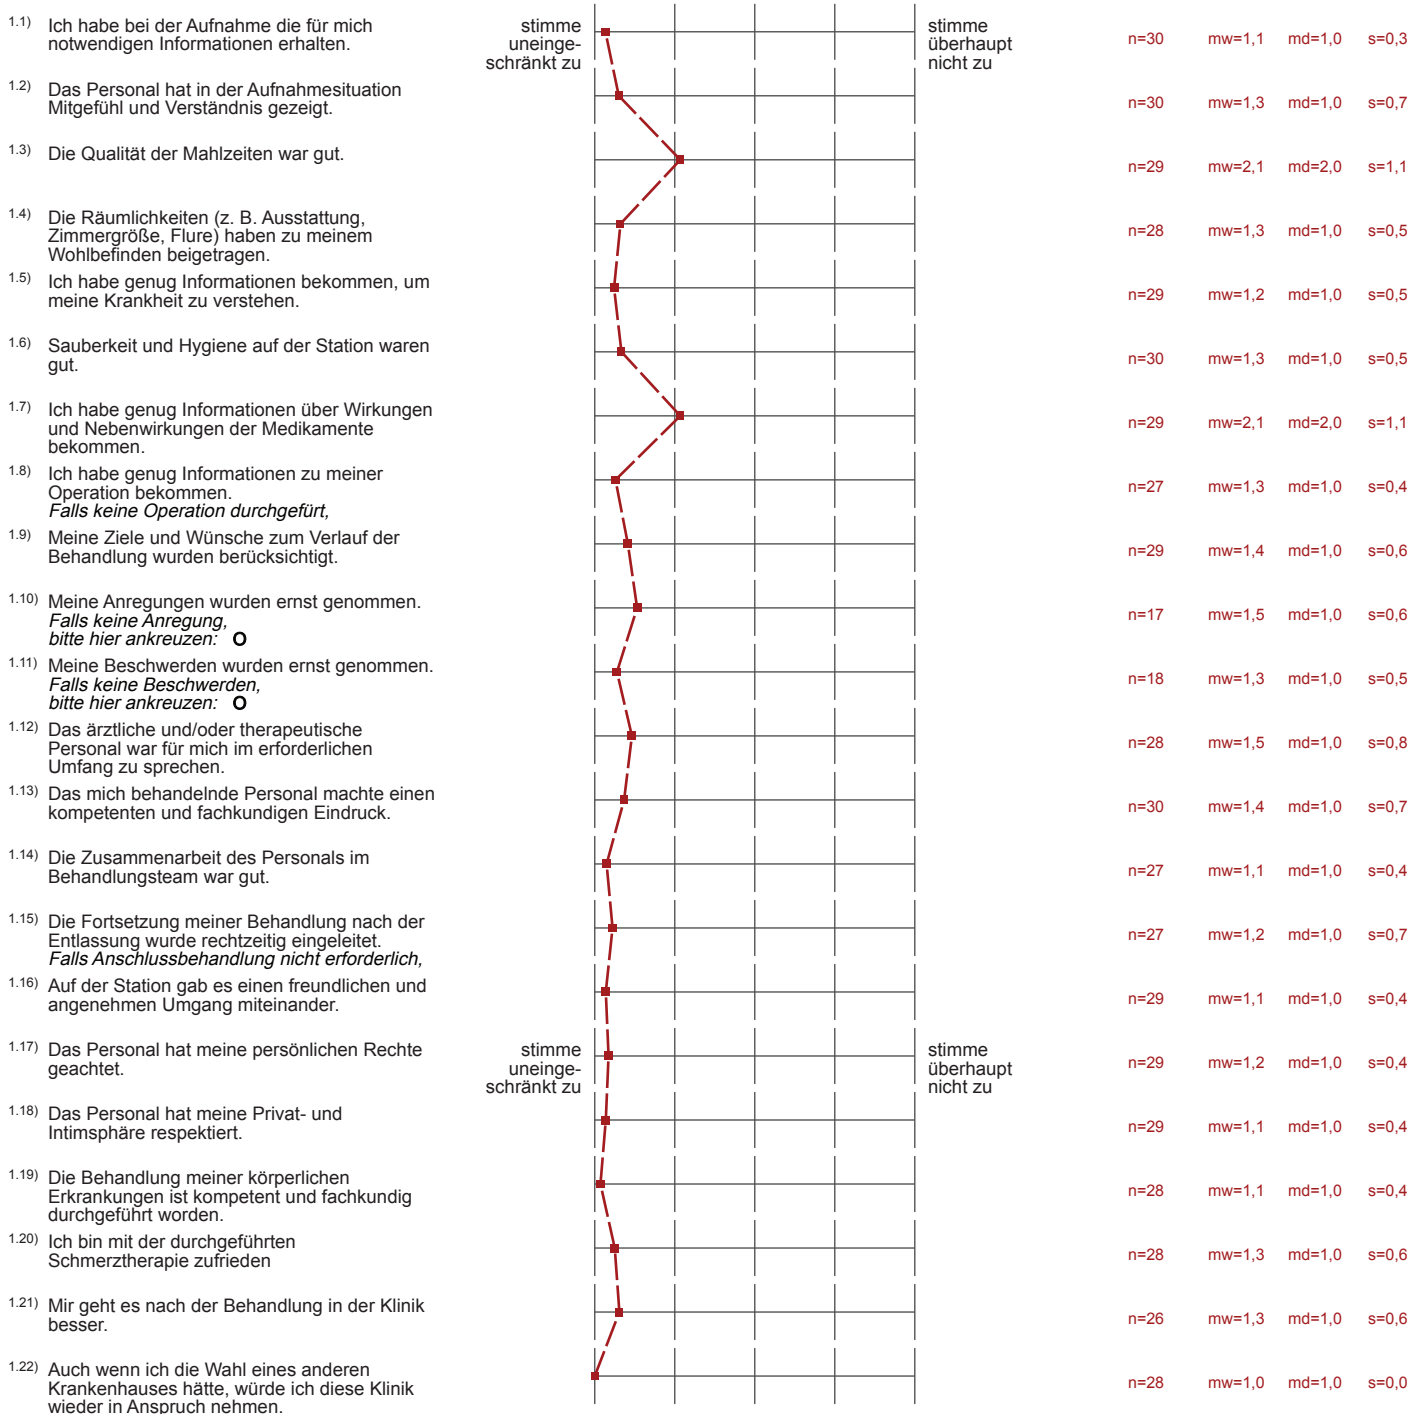 1.1) Ich habe bei der Aufnahme die für mich
notwendigen Informationen erhalten.
stimme
uneinge-
schränkt zu
stimme
überhaupt
nicht zu
n=30 mw=1,1 md=1,0 s=0,3
1.2) Das Personal hat in der Aufnahmesituation
Mitgefühl und Verständnis gezeigt.
n=30 mw=1,3 md=1,0 s=0,7
1.3) Die Qualität der Mahlzeiten war gut.
n=29 mw=2,1 md=2,0 s=1,1
1.4) Die Räumlichkeiten (z. B. Ausstattung,
Zimmergröße, Flure) haben zu meinem
Wohlbefinden beigetragen.
n=28 mw=1,3 md=1,0 s=0,5
1.5) Ich habe genug Informationen bekommen, um
meine Krankheit zu verstehen.
n=29 mw=1,2 md=1,0 s=0,5
1.6) Sauberkeit und Hygiene auf der Station waren
gut.
n=30 mw=1,3 md=1,0 s=0,5
1.7) Ich habe genug Informationen über Wirkungen
und Nebenwirkungen der Medikamente
bekommen.
n=29 mw=2,1 md=2,0 s=1,1
1.8) Ich habe genug Informationen zu meiner
Operation bekommen.
Falls keine Operation durchgefürt,
n=27 mw=1,3 md=1,0 s=0,4
1.9) Meine Ziele und Wünsche zum Verlauf der
Behandlung wurden berücksichtigt.
n=29 mw=1,4 md=1,0 s=0,6
1.10) Meine Anregungen wurden ernst genommen.
Falls keine Anregung,
bitte hier ankreuzen: O
n=17 mw=1,5 md=1,0 s=0,6
1.11) Meine Beschwerden wurden ernst genommen.
Falls keine Beschwerden,
bitte hier ankreuzen: O
n=18 mw=1,3 md=1,0 s=0,5
1.12) Das ärztliche und/oder therapeutische
Personal war für mich im erforderlichen
Umfang zu sprechen.
n=28 mw=1,5 md=1,0 s=0,8
1.13) Das mich behandelnde Personal machte einen
kompetenten und fachkundigen Eindruck.
n=30 mw=1,4 md=1,0 s=0,7
1.14) Die Zusammenarbeit des Personals im
Behandlungsteam war gut.
n=27 mw=1,1 md=1,0 s=0,4
1.15) Die Fortsetzung meiner Behandlung nach der
Entlassung wurde rechtzeitig eingeleitet.
Falls Anschlussbehandlung nicht erforderlich,
n=27 mw=1,2 md=1,0 s=0,7
1.16) Auf der Station gab es einen freundlichen und
angenehmen Umgang miteinander.
n=29 mw=1,1 md=1,0 s=0,4
1.17) Das Personal hat meine persönlichen Rechte
geachtet.
stimme
uneinge-
schränkt zu
stimme
überhaupt
nicht zu
n=29 mw=1,2 md=1,0 s=0,4
1.18) Das Personal hat meine Privat- und
Intimsphäre respektiert.
n=29 mw=1,1 md=1,0 s=0,4
1.19) Die Behandlung meiner körperlichen
Erkrankungen ist kompetent und fachkundig
durchgeführt worden.
n=28 mw=1,1 md=1,0 s=0,4
1.20) Ich bin mit der durchgeführten
Schmerztherapie zufrieden
n=28 mw=1,3 md=1,0 s=0,6
1.21) Mir geht es nach der Behandlung in der Klinik
besser.
n=26 mw=1,3 md=1,0 s=0,6
1.22) Auch wenn ich die Wahl eines anderen
Krankenhauses hätte, würde ich diese Klinik
wieder in Anspruch nehmen.
n=28 mw=1,0 md=1,0 s=0,0